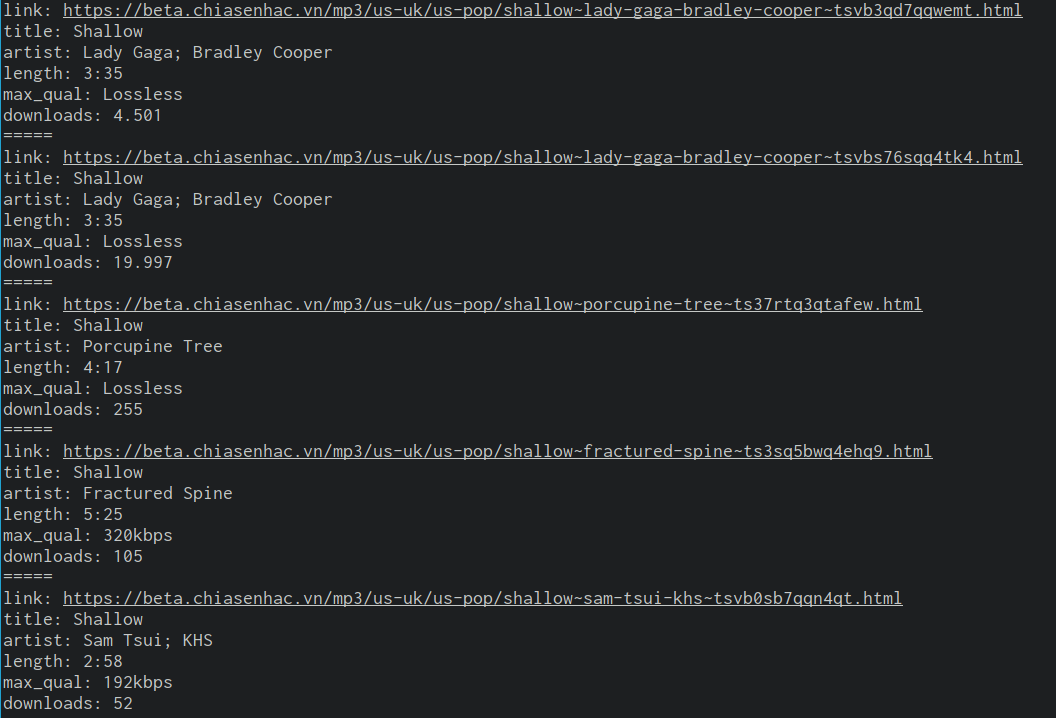 link: https://beta.chiasenhac.vn/mp3/us-uk/us-pop/shallow~lady-gaga-bradley-cooper~tsvb3qd7qqwemt.html
title: Shallow
artist: Lady Gaga; Bradley Cooper
length: 3:35
max_qual: Lossless
downloads: 4.501
=====
link: https://beta.chiasenhac.vn/mp3/us-uk/us-pop/shallow~lady-gaga-bradley-cooper~tsvbs76sqq4tk4.html
title: Shallow
artist: Lady Gaga; Bradley Cooper
length: 3:35
max_qual: Lossless
downloads: 19.997
=====
link: https://beta.chiasenhac.vn/mp3/us-uk/us-pop/shallow~porcupine-tree~ts37rtq3qtafew.html
title: Shallow
artist: Porcupine Tree
length: 4:17
max_qual: Lossless
downloads: 255
=====
link: https://beta.chiasenhac.vn/mp3/us-uk/us-pop/shallow~fractured-spine~ts3sq5bwq4ehq9.html
title: Shallow
artist: Fractured Spine
length: 5:25
max_qual: 320kbps
downloads: 105
=====
link: https://beta.chiasenhac.vn/mp3/us-uk/us-pop/shallow~sam-tsui-khs~tsvb0sb7qqn4qt.html
title: Shallow
artist: Sam Tsui; KHS
length: 2:58
max_qual: 192kbps
downloads: 52